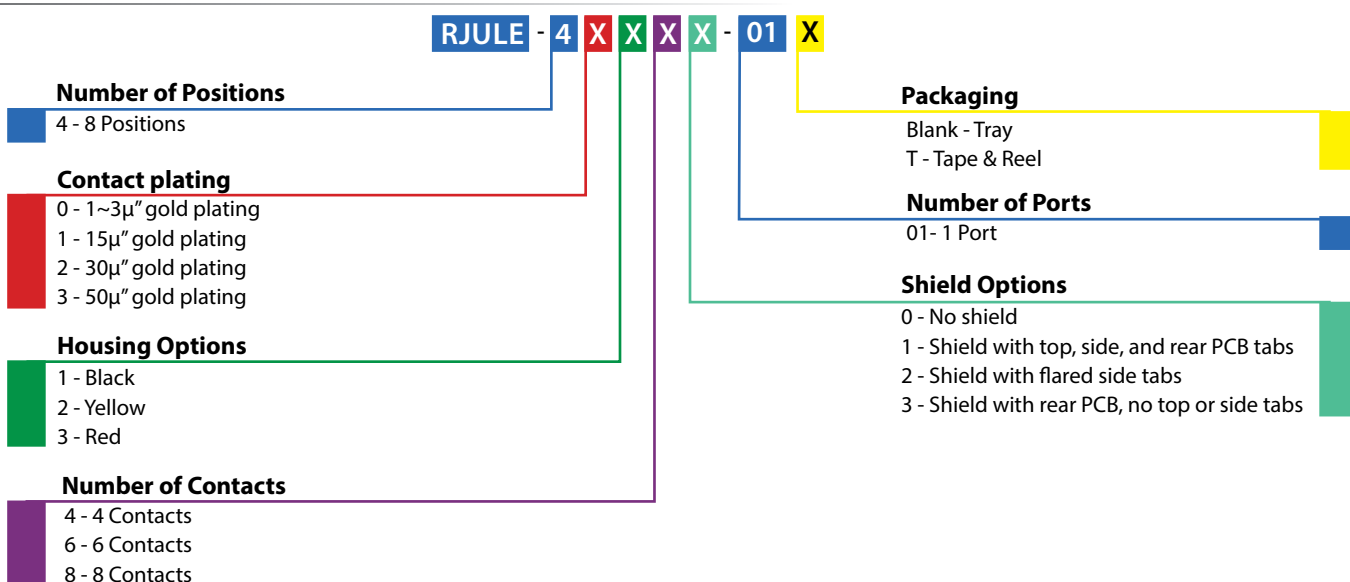 RJULE - 4 X X X X - 01 X
Number of Positions
4 - 8 Positions
Contact plating
0 - 1~3µ” gold plating
1 - 15µ” gold plating
2 - 30µ” gold plating
3 - 50µ” gold plating
Housing Options
1 - Black
2 - Yellow
3 - Red
Number of Contacts
4 - 4 Contacts
6 - 6 Contacts
8 - 8 Contacts
Packaging
Blank - Tray
T - Tape & Reel
Number of Ports
01- 1 Port
Shield Options
0 - No shield
1 - Shield with top, side, and rear PCB tabs
2 - Shield with flared side tabs
3 - Shield with rear PCB, no top or side tabs